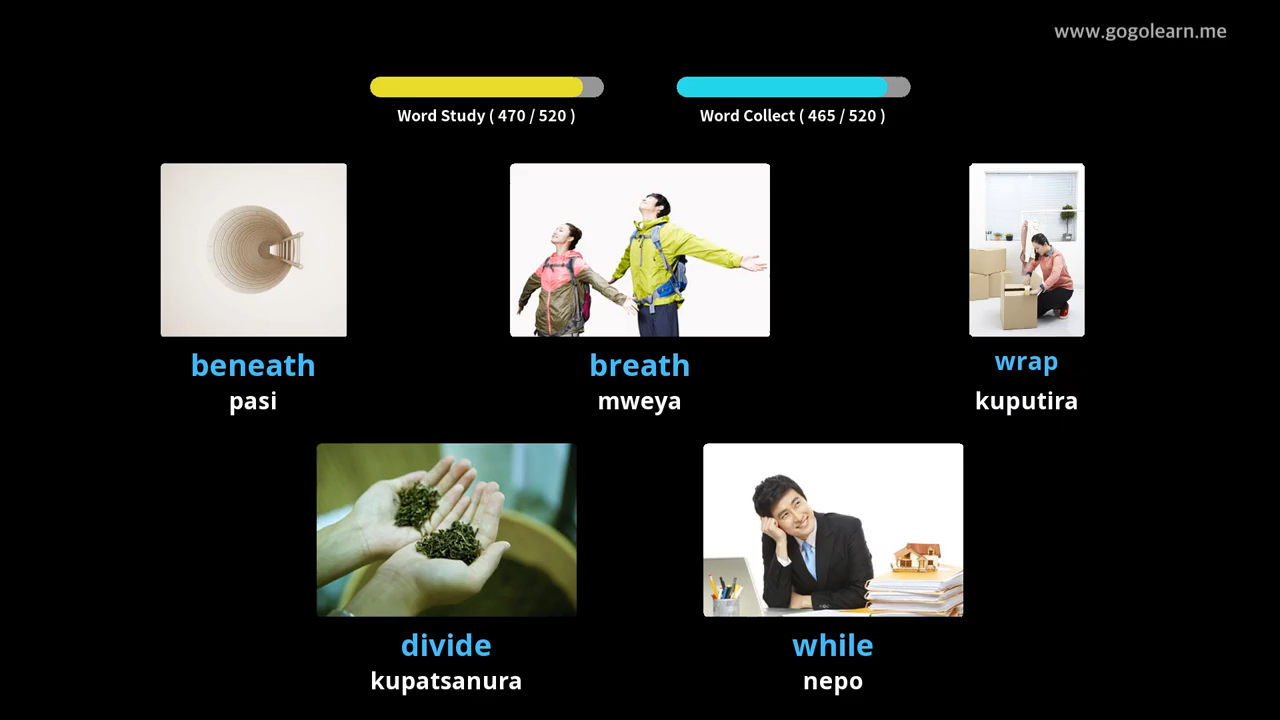 www.gogolearn.me
Word Study ( 470 / 520 )
Word Collect ( 465 / 520 )
beneath
pasi
breath
mweya
wrap
kuputira
divide
kupatsanura
while
nepo